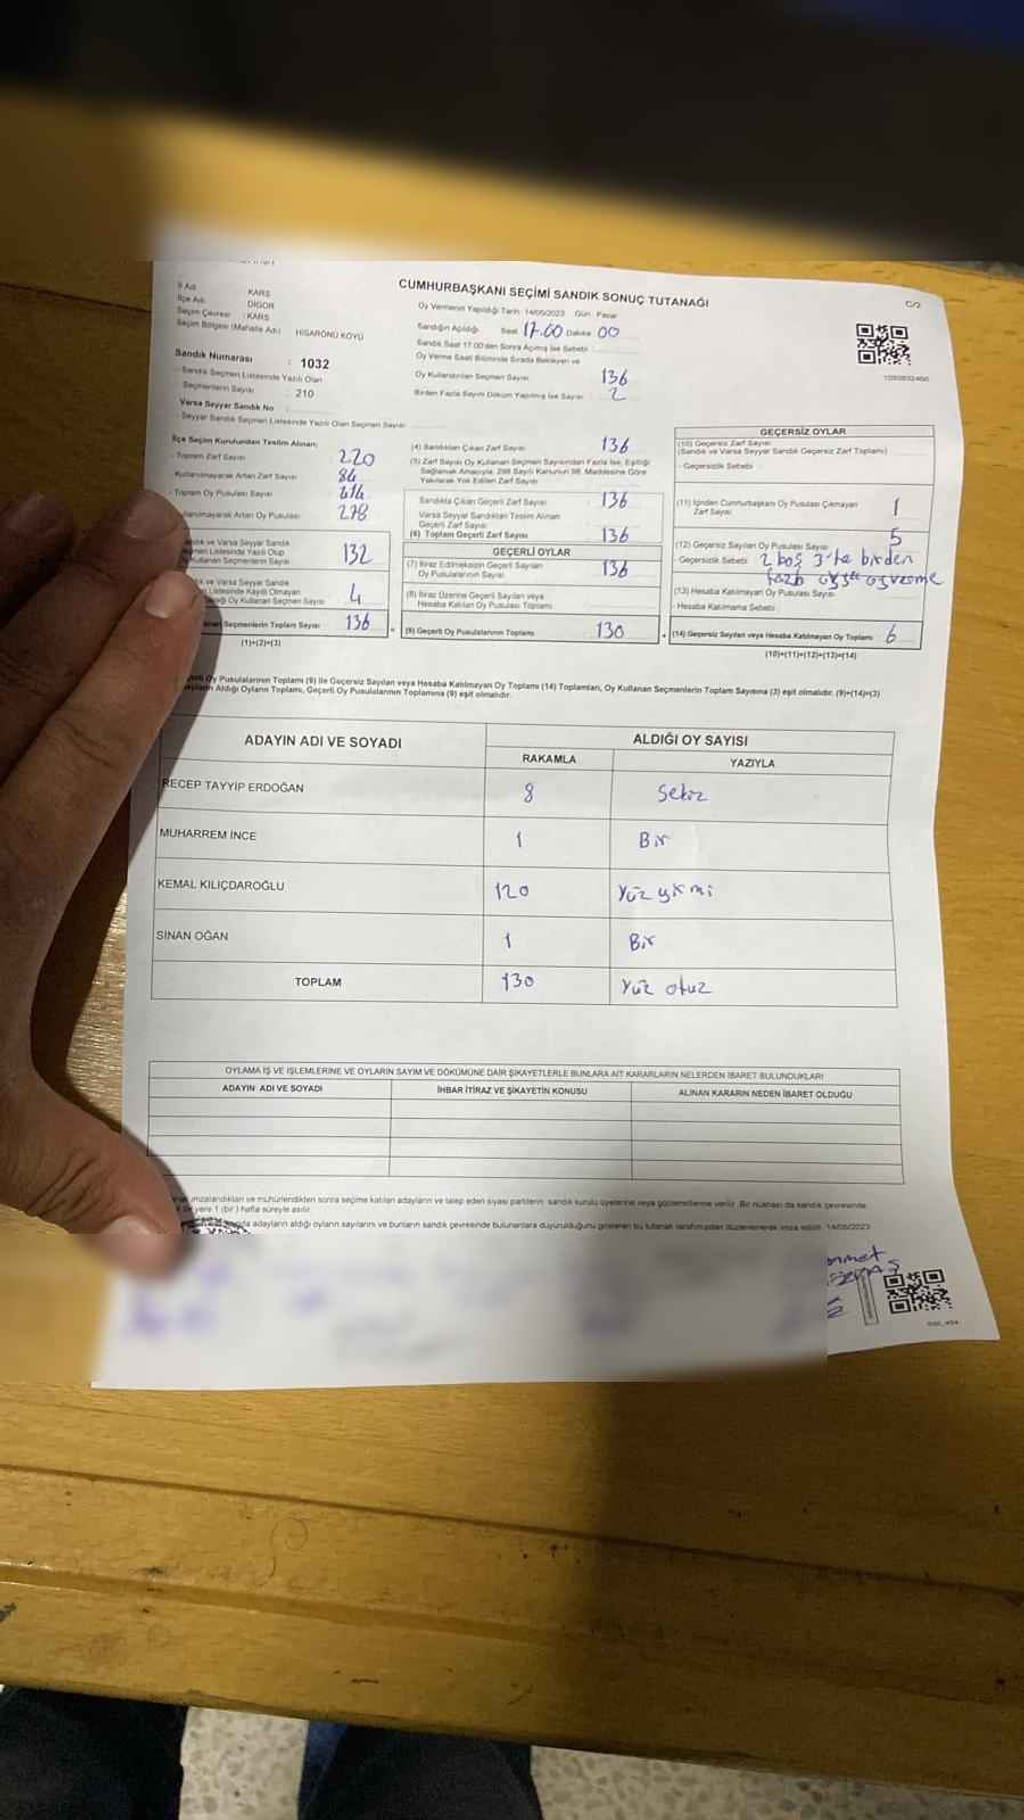 CUMHURBAŞKANI SEÇİMİ SANDIK SONUÇ TUTANAĞI
C/2
İl Adı : KARS
İlçe Adı : DİGOR
Seçim Çevresi : KARS
Seçim Bölgesi (Mahalle Adı) HİSARÖNÜ KÖYÜ
Sandık Numarası : 1032
Sandık Seçmen Listesinde Yazılı Olan
Seçmenlerin Sayısı : 210
Varsa Seyyar Sandık No
Seyyar Sandık Seçmen Listesinde Yazılı Olan Seçmen Sayısı
Oy Vermenin Yapıldığı Tarih : 14/05/2023 Gün : Pazar
Sandığın Açıldığı Saat 17.00 Dakika 00
Sandık Saat 17.00'den Sonra Açılmış İse Sebebi
Oy Verme Saati Bitiminde Sırada Bekleyen ve
Oy Kullandırılan Seçmen Sayısı 136
Birden Fazla Sayım Döküm Yapılmış İse Sayısı 2
İlçe Seçim Kurulundan Teslim Alınan;
- Toplam Zarf Sayısı 220
Kullanılmayarak Artan Zarf Sayısı 84
- Toplam Oy Pusulası Sayısı 414
Kullanılmayarak Artan Oy Pusulası 278
Sandık ve Varsa Seyyar Sandık
Seçmen Listesinde Yazılı Olup
Oy Kullanan Seçmenlerin Sayısı 132
ve Varsa Seyyar Sandık
Listesinde Kayıtlı Olmayan
Oy Kullanan Seçmen Sayısı 4
Seçmenlerin Toplam Sayısı 136
(1)+(2)=(3)
(4) Sandıktan Çıkan Zarf Sayısı 136
(5) Zarf Sayısı Oy Kullanan Seçmen Sayısından Fazla İse, Eşitliği
Sağlamak Amacıyla, 298 Sayılı Kanunun 98. Maddesine Göre
Yakılarak Yok Edilen Zarf Sayısı
Sandıkta Çıkan Geçerli Zarf Sayısı 136
Varsa Seyyar Sandıktan Teslim Alınan
Geçerli Zarf Sayısı
(6) Toplam Geçerli Zarf Sayısı 136
GEÇERLİ OYLAR
(7) İtiraz Edilmeksizin Geçerli Sayılan
Oy Pusulalarının Sayısı 136
(8) İtiraz Üzerine Geçerli Sayılan veya
Hesaba Katılan Oy Pusulası Toplamı
(9) Geçerli Oy Pusulalarının Toplamı 130
GEÇERSİZ OYLAR
(10) Geçersiz Zarf Sayısı
(Sandık ve Varsa Seyyar Sandık Geçersiz Zarf Toplamı)
- Geçersizlik Sebebi
(11) İçinden Cumhurbaşkanı Oy Pusulası Çıkmayan
Zarf Sayısı 1
(12) Geçersiz Sayılan Oy Pusulası Sayısı 5
- Geçersizlik Sebebi 2 boş 3'te birden
fazla
(13) Hesaba Katılmayan Oy Pusulası Sayısı
- Hesaba Katılmama Sebebi
(14) Geçersiz Sayılan veya Hesaba Katılmayan Oy Toplamı 6
(10)+(11)+(12)+(13)=(14)
Oy Pusulalarının Toplamı (9) ile Geçersiz Sayılan veya Hesaba Katılmayan Oy Toplamı (14) Toplamları, Oy Kullanan Seçmenlerin Toplam Sayısına (3) eşit olmalıdır. (9)+(14)=(3)
Aldığı Oyların Toplamı, Geçerli Oy Pusulalarının Toplamına (9) eşit olmalıdır.
ADAYIN ADI VE SOYADI
ALDIĞI OY SAYISI
RAKAMLA YAZIYLA
RECEP TAYYİP ERDOĞAN 8 Sekiz
MUHARREM İNCE 1 Bir
KEMAL KILIÇDAROĞLU 120 Yüz yirmi
SİNAN OĞAN 1 Bir
TOPLAM 130 Yüz otuz
OYLAMA İŞ VE İŞLEMLERİNE VE OYLARIN SAYIM VE DÖKÜMÜNE DAİR ŞİKAYETLERLE BUNLARA AİT KARARLARIN NELERDEN İBARET BULUNDUKLARI
ADAYIN ADI VE SOYADI İHBAR İTİRAZ VE ŞİKAYETİN KONUSU ALINAN KARARIN NEDEN İBARET OLDUĞU
imzalandıktan ve mühürlendikten sonra seçime katılan adayların ve talep eden siyasi partilerin sandık kurulu üyelerine veya gözlemcilerine verilir. Bir nüshası da sandık çevresinde
yere 1 (bir) hafta süreyle asılır.
adayların aldığı oyların sayılarını ve bunların sandık çevresinde bulunanlara duyurulduğunu gösteren bu tutanak tarafımızdan düzenlenerek imza edildi. 14/05/2023